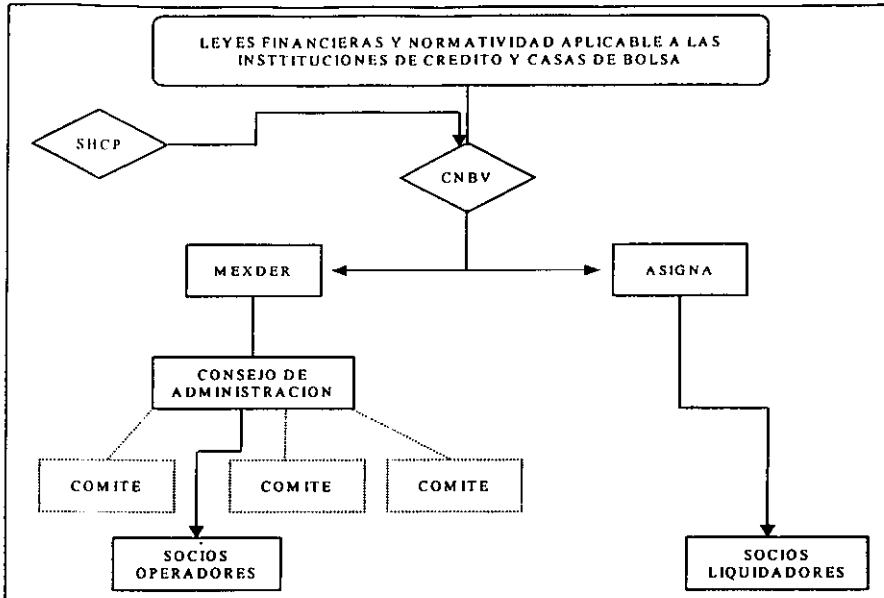 LEYES FINANCIERAS Y NORMATIVIDAD APLICABLE A LAS
INSTITUCIONES DE CREDITO Y CASAS DE BOLSA
SHCP
CNBV
MEXDER
ASIGNA
CONSEJO DE
ADMINISTRACION
COMITE
COMITE
COMITE
SOCIOS
OPERADORES
SOCIOS
LIQUIDADORES